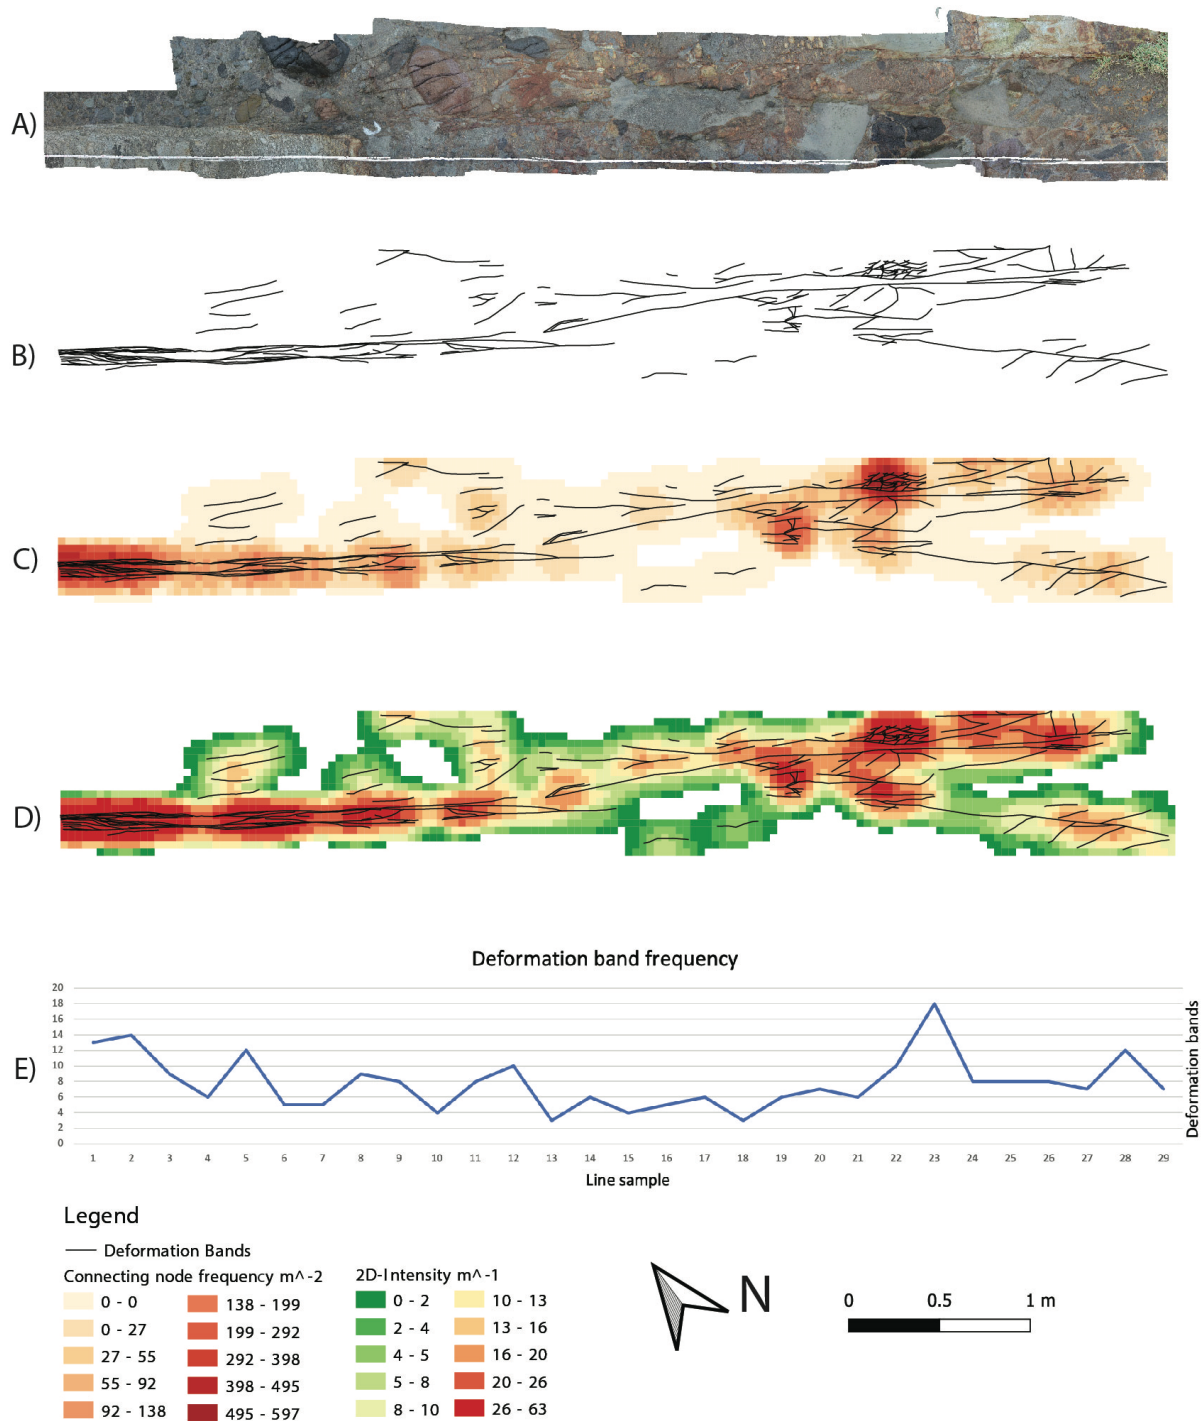 A)
B)
C)
D)
Deformation band frequency
20
18
16
14
12
10
8
6
4
2
0
E)
Deformation bands
1 2 3 4 5 6 7 8 9 10 11 12 13 14 15 16 17 18 19 20 21 22 23 24 25 26 27 28 29
Line sample
Legend
Deformation Bands
Connecting node frequency m^-2
0 - 0
0 - 27
27 - 55
55 - 92
92 - 138
138 - 199
199 - 292
292 - 398
398 - 495
495 - 597
2D-Intensity m^-1
0 - 2
2 - 4
4 - 5
5 - 8
8 - 10
10 - 13
13 - 16
16 - 20
20 - 26
26 - 63
N
0 0.5 1 m